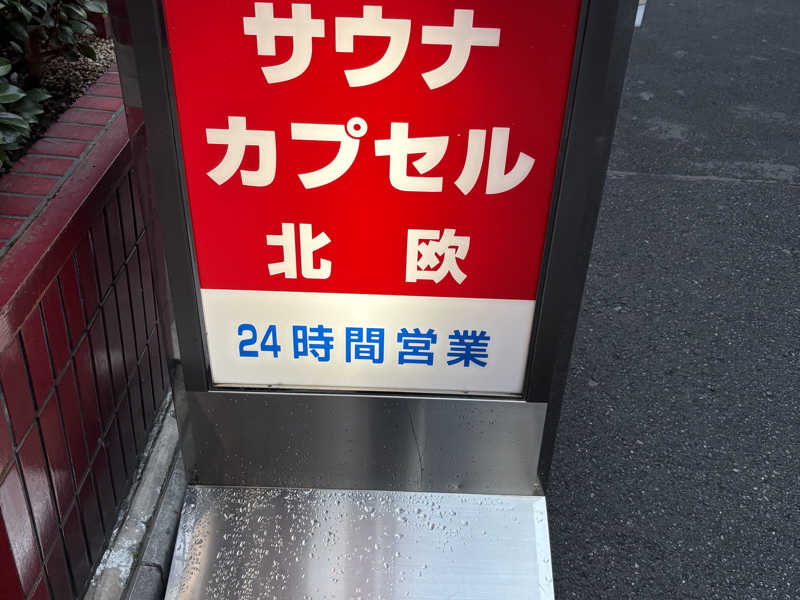 サウナ
カプセル
北欧
24時間営業